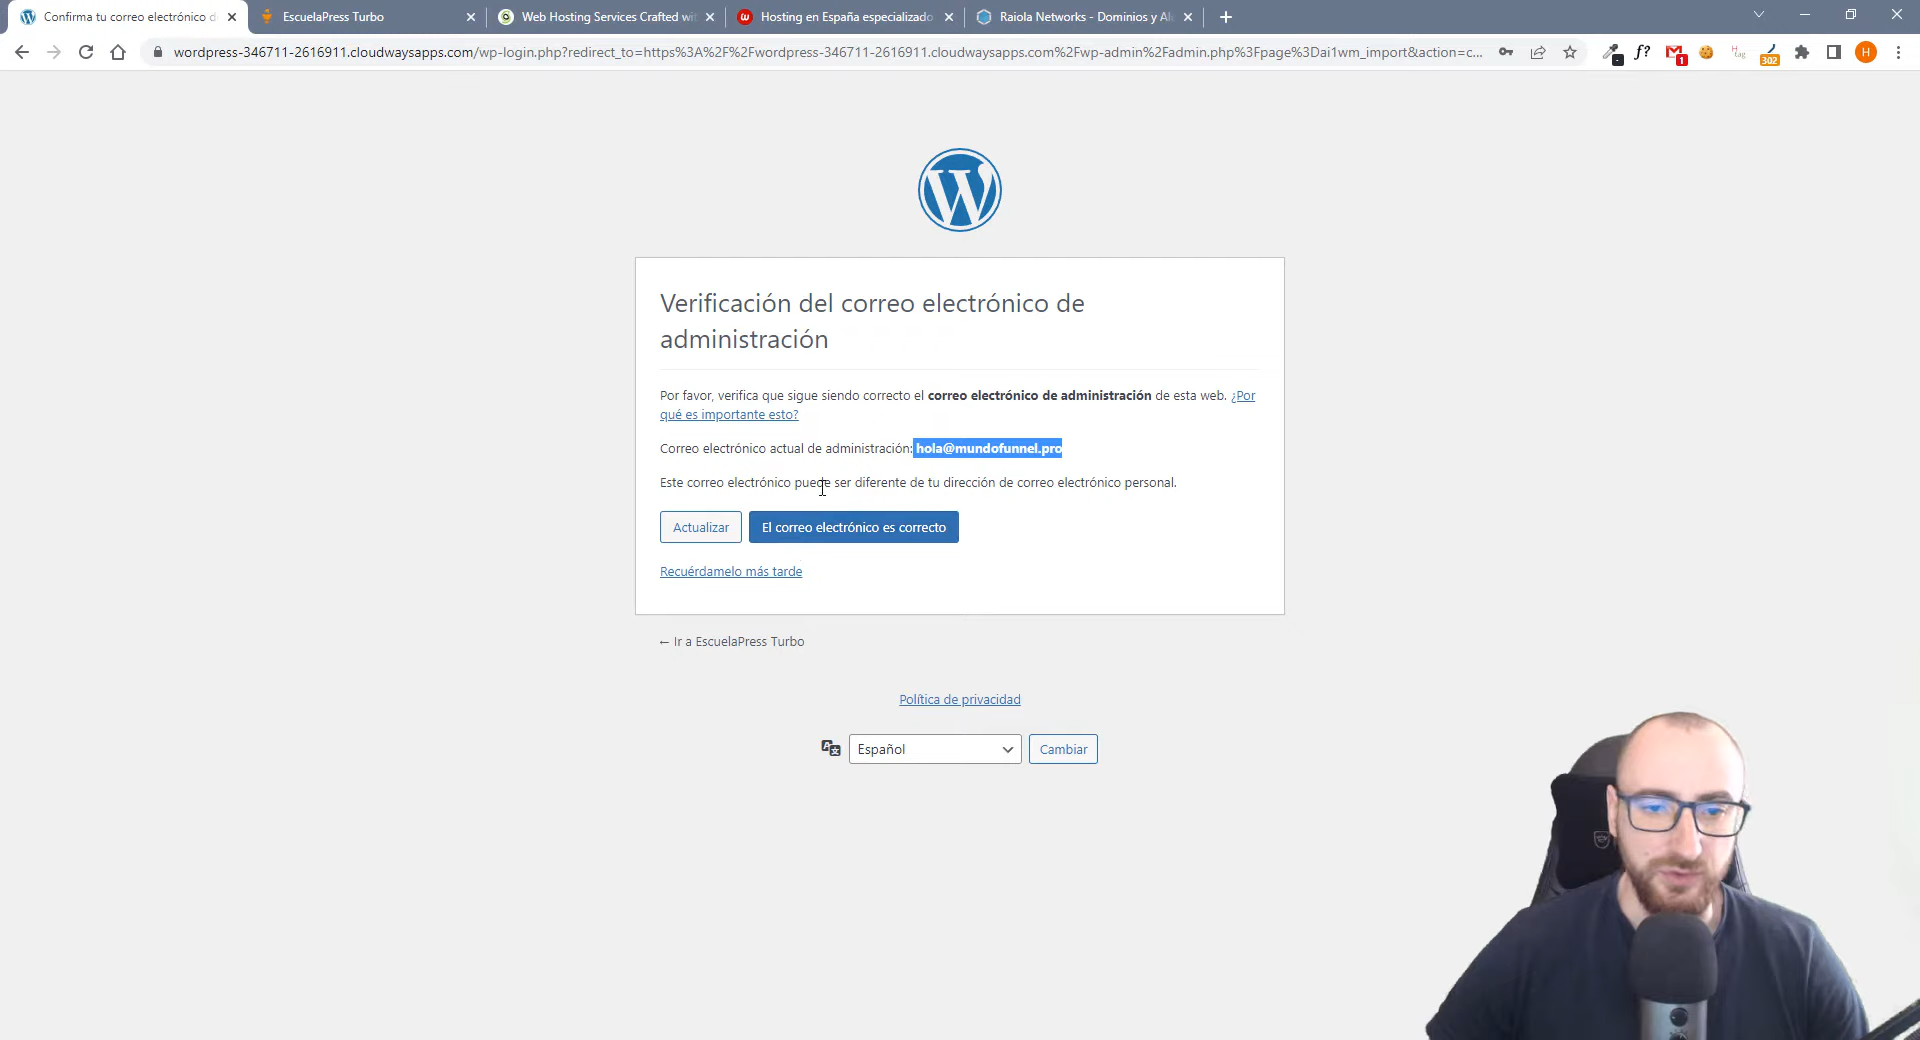 Confirma tu correo electrónico d
EscuelaPress Turbo
Web Hosting Services Crafted wit
Hosting en España especializado
Raiola Networks - Dominios y Al
wordpress-346711-2616911.cloudwaysapps.com/wp-login.php?redirect_to=https%3A%2F%2Fwordpress-346711-2616911.cloudwaysapps.com%2Fwp-admin%2Fadmin.php%3Fpage%3Dai1wm_import&action=c...
f?
1
H
tag
302
H
Verificación del correo electrónico de
administración
Por favor, verifica que sigue siendo correcto el correo electrónico de administración de esta web. ¿Por
qué es importante esto?
Correo electrónico actual de administración: hola@mundofunnel.pro
Este correo electrónico puede ser diferente de tu dirección de correo electrónico personal.
Actualizar
El correo electrónico es correcto
Recuérdamelo más tarde
← Ir a EscuelaPress Turbo
Política de privacidad
Español
Cambiar